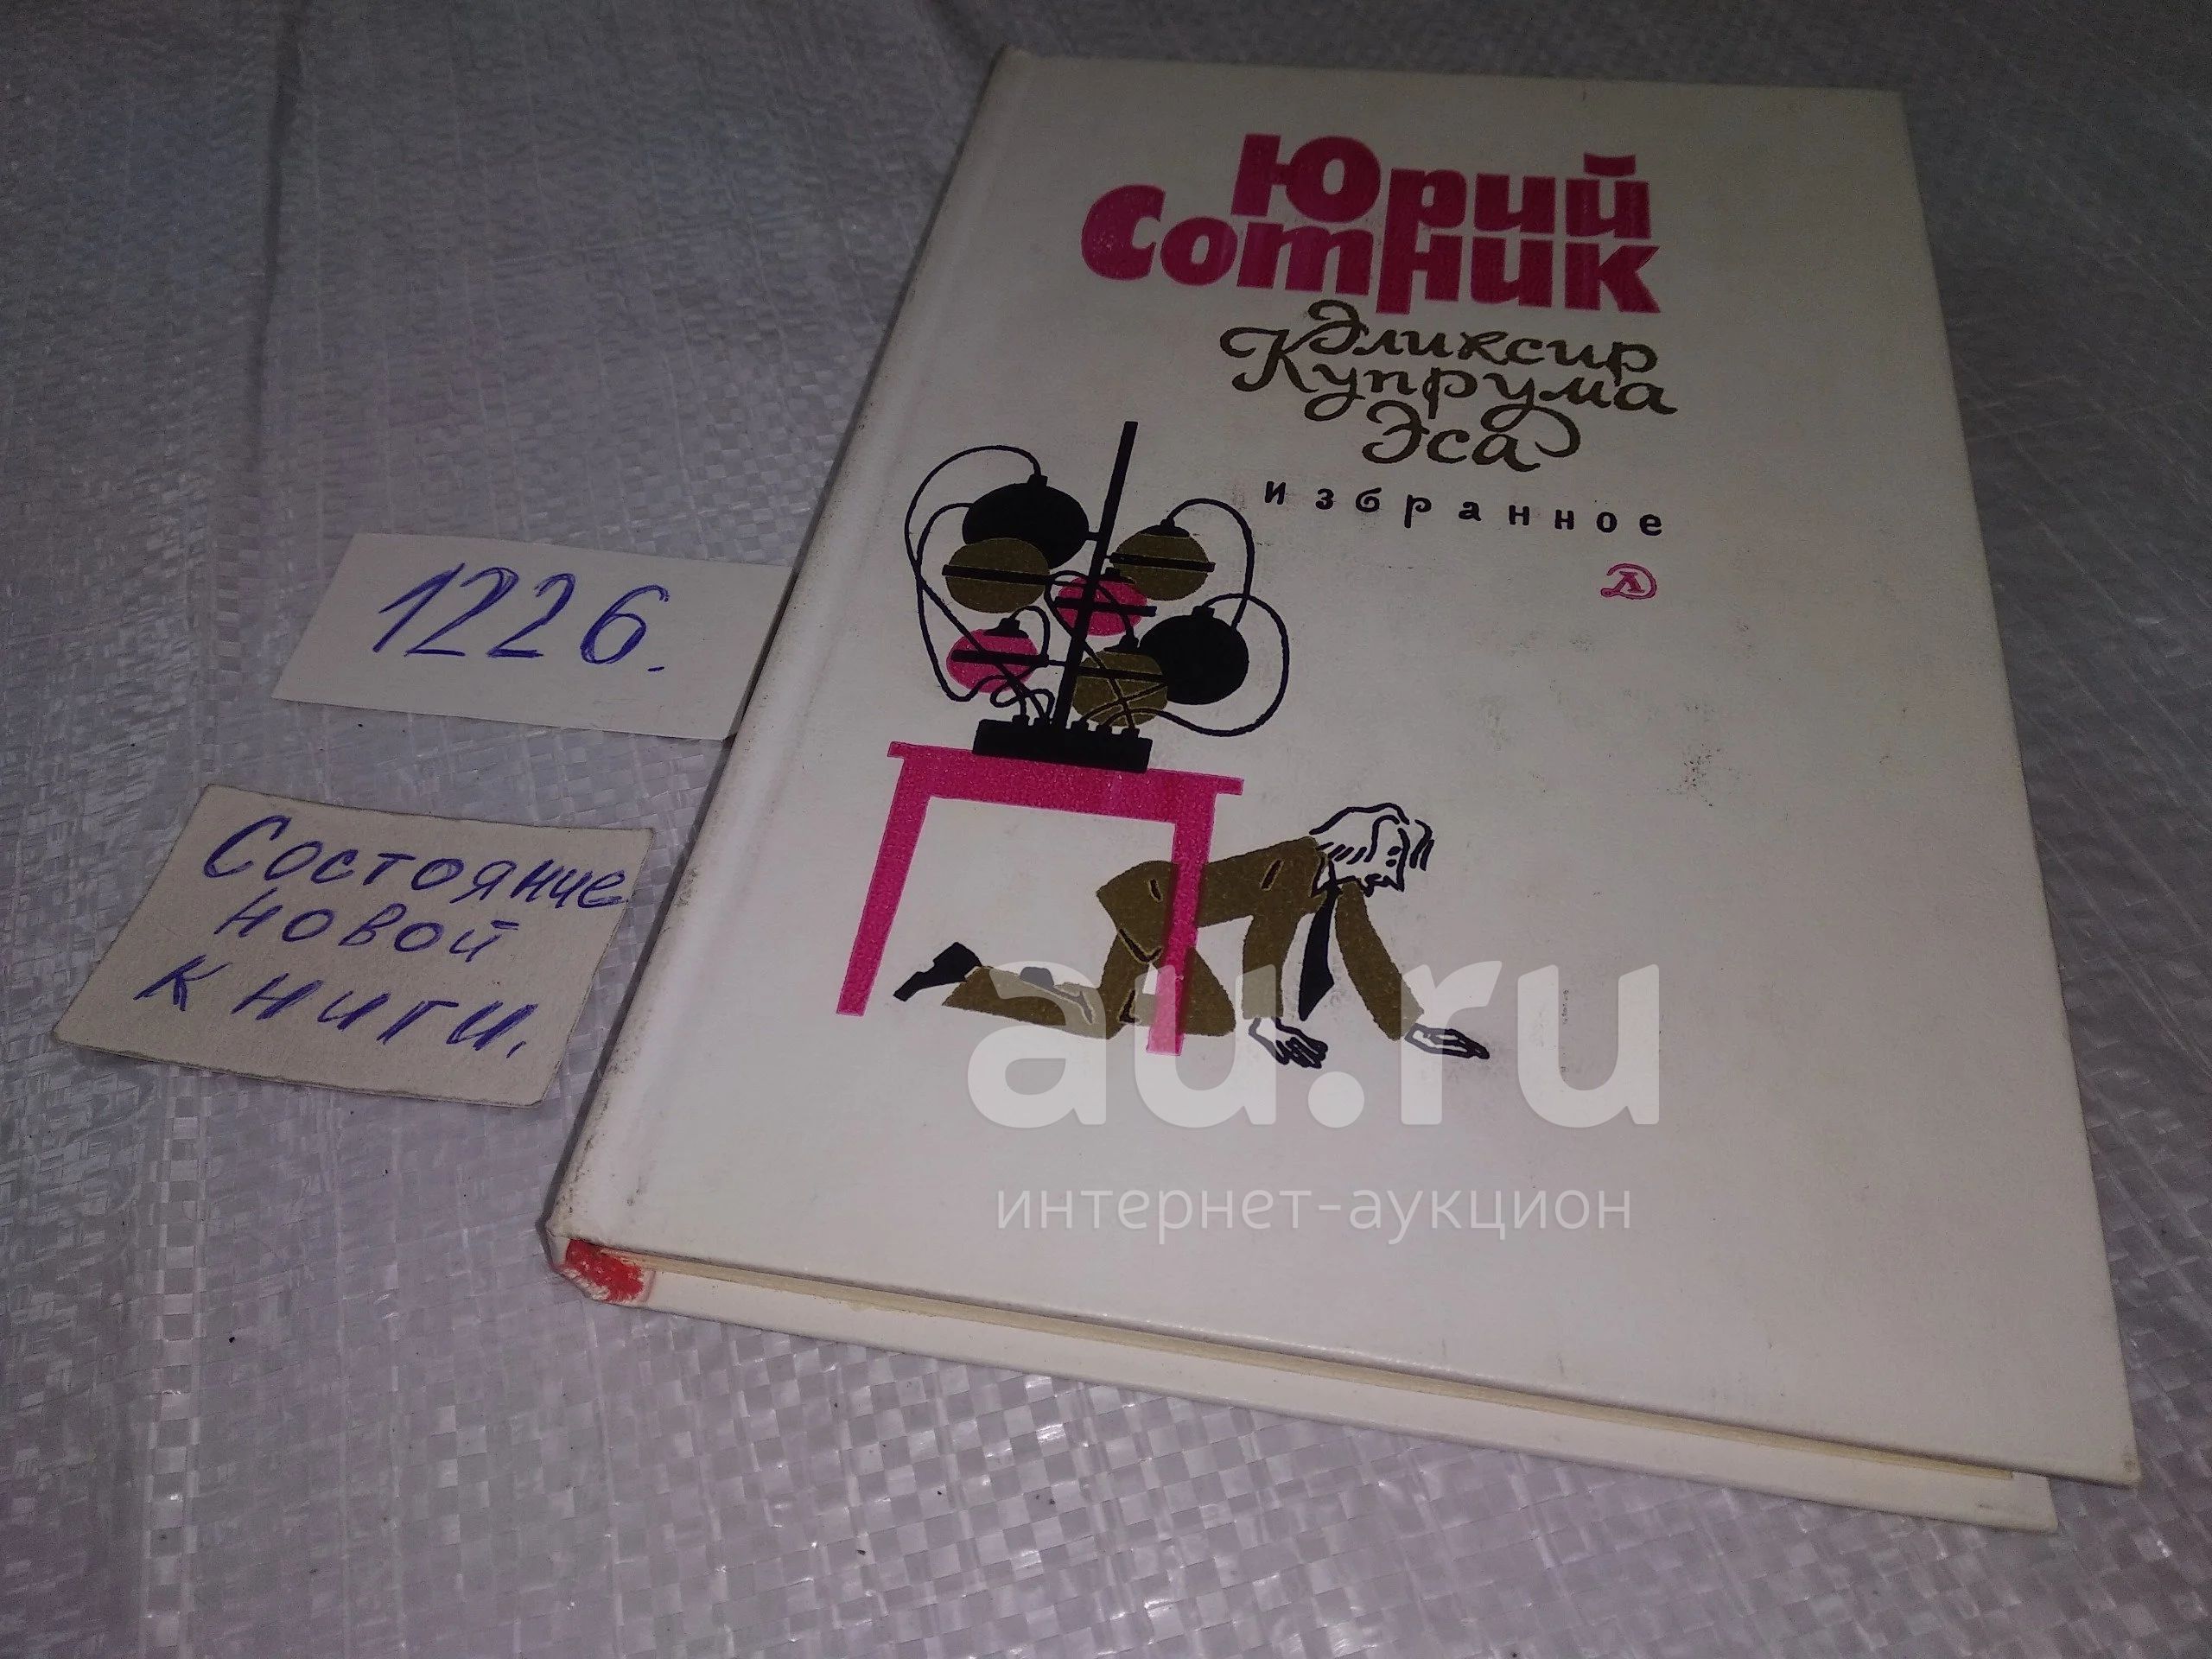 Юрий
Сотник
Эликсир
Купрума
Эса
избранное
1226.
Состояние
новой
книги.
au.ru
интернет-аукцион